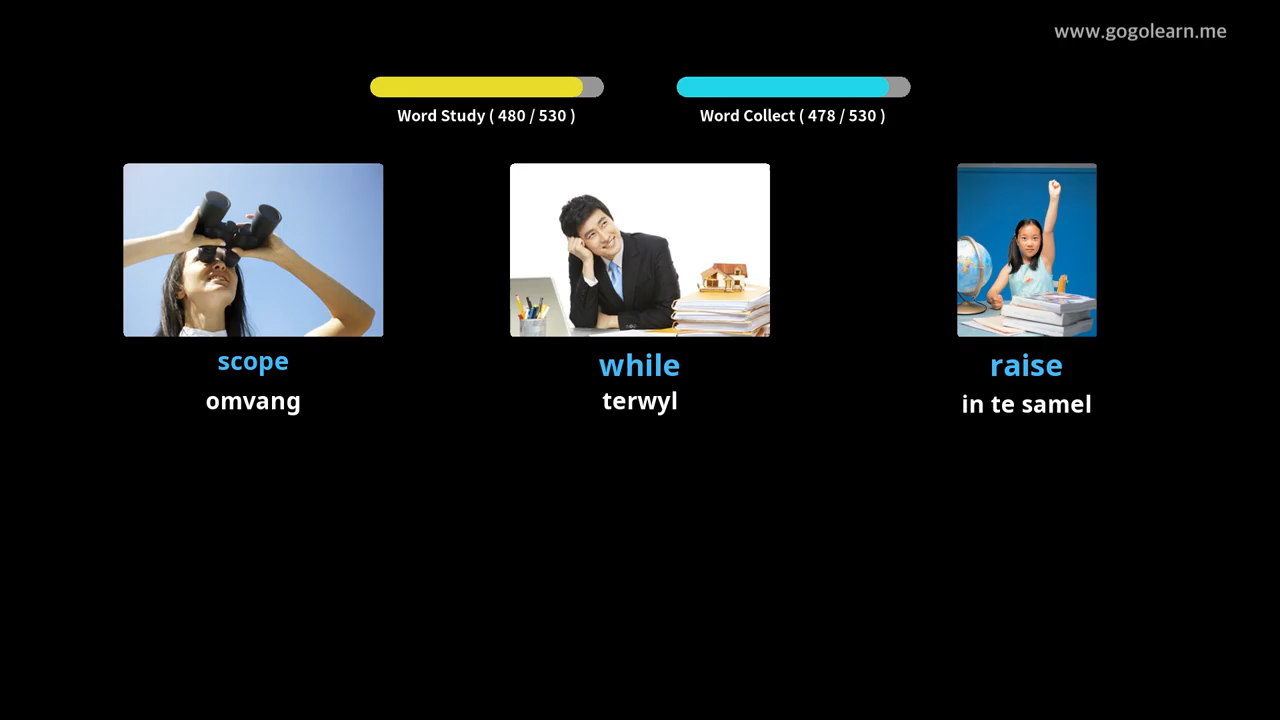 www.gogolearn.me
Word Study ( 480 / 530 )
Word Collect ( 478 / 530 )
scope
while
raise
omvang
terwyl
in te samel